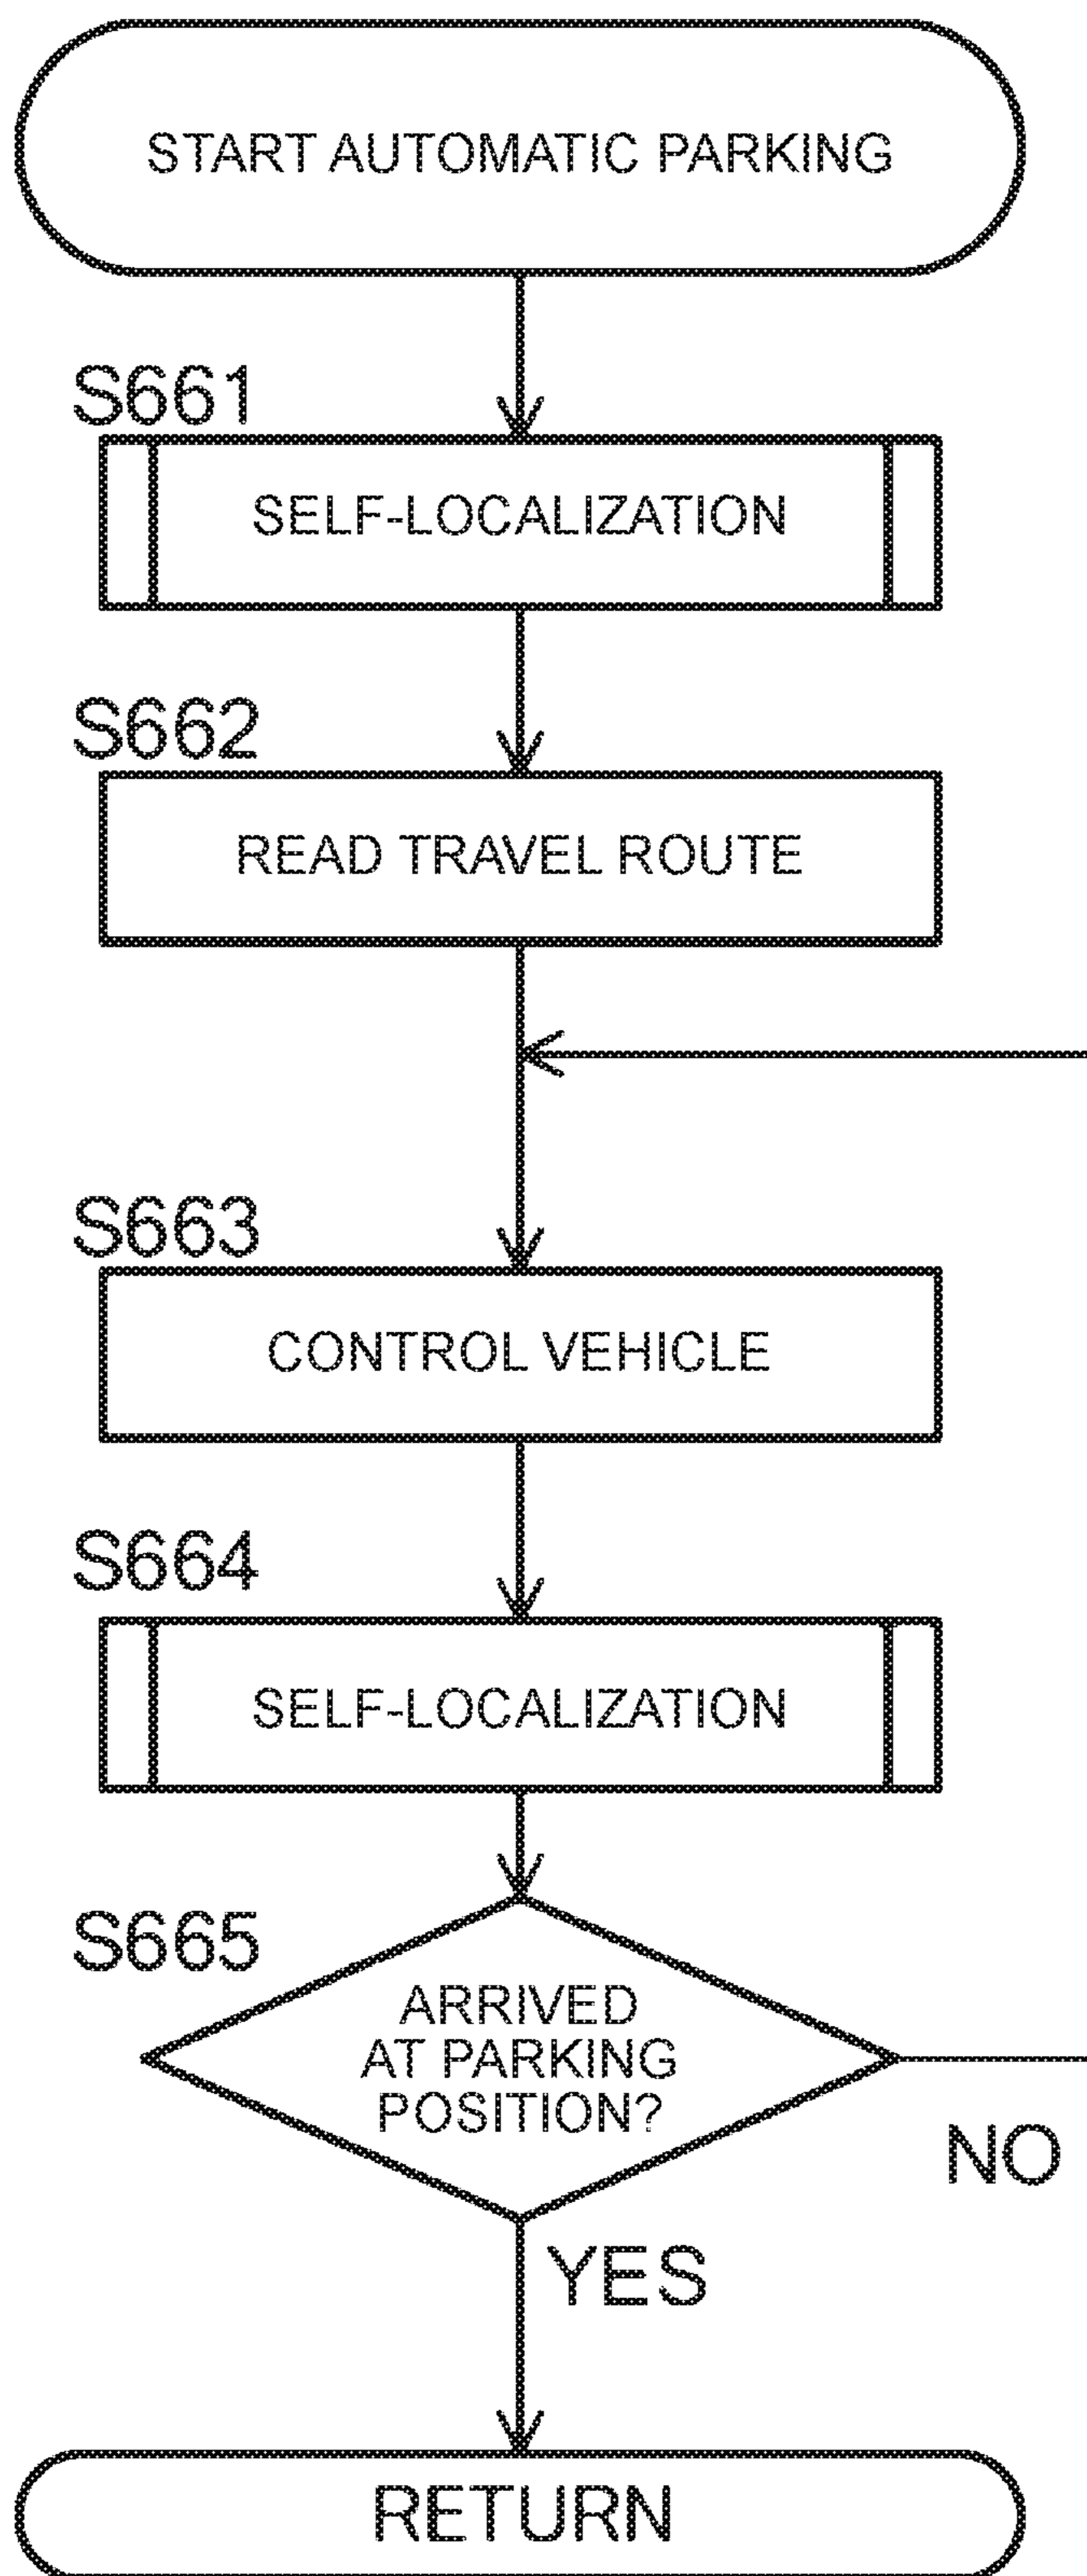 START AUTOMATIC PARKING
S661
SELF-LOCALIZATION
S662
READ TRAVEL ROUTE
S663
CONTROL VEHICLE
S664
SELF-LOCALIZATION
S665
ARRIVED
AT PARKING
POSITION?
NO
YES
RETURN